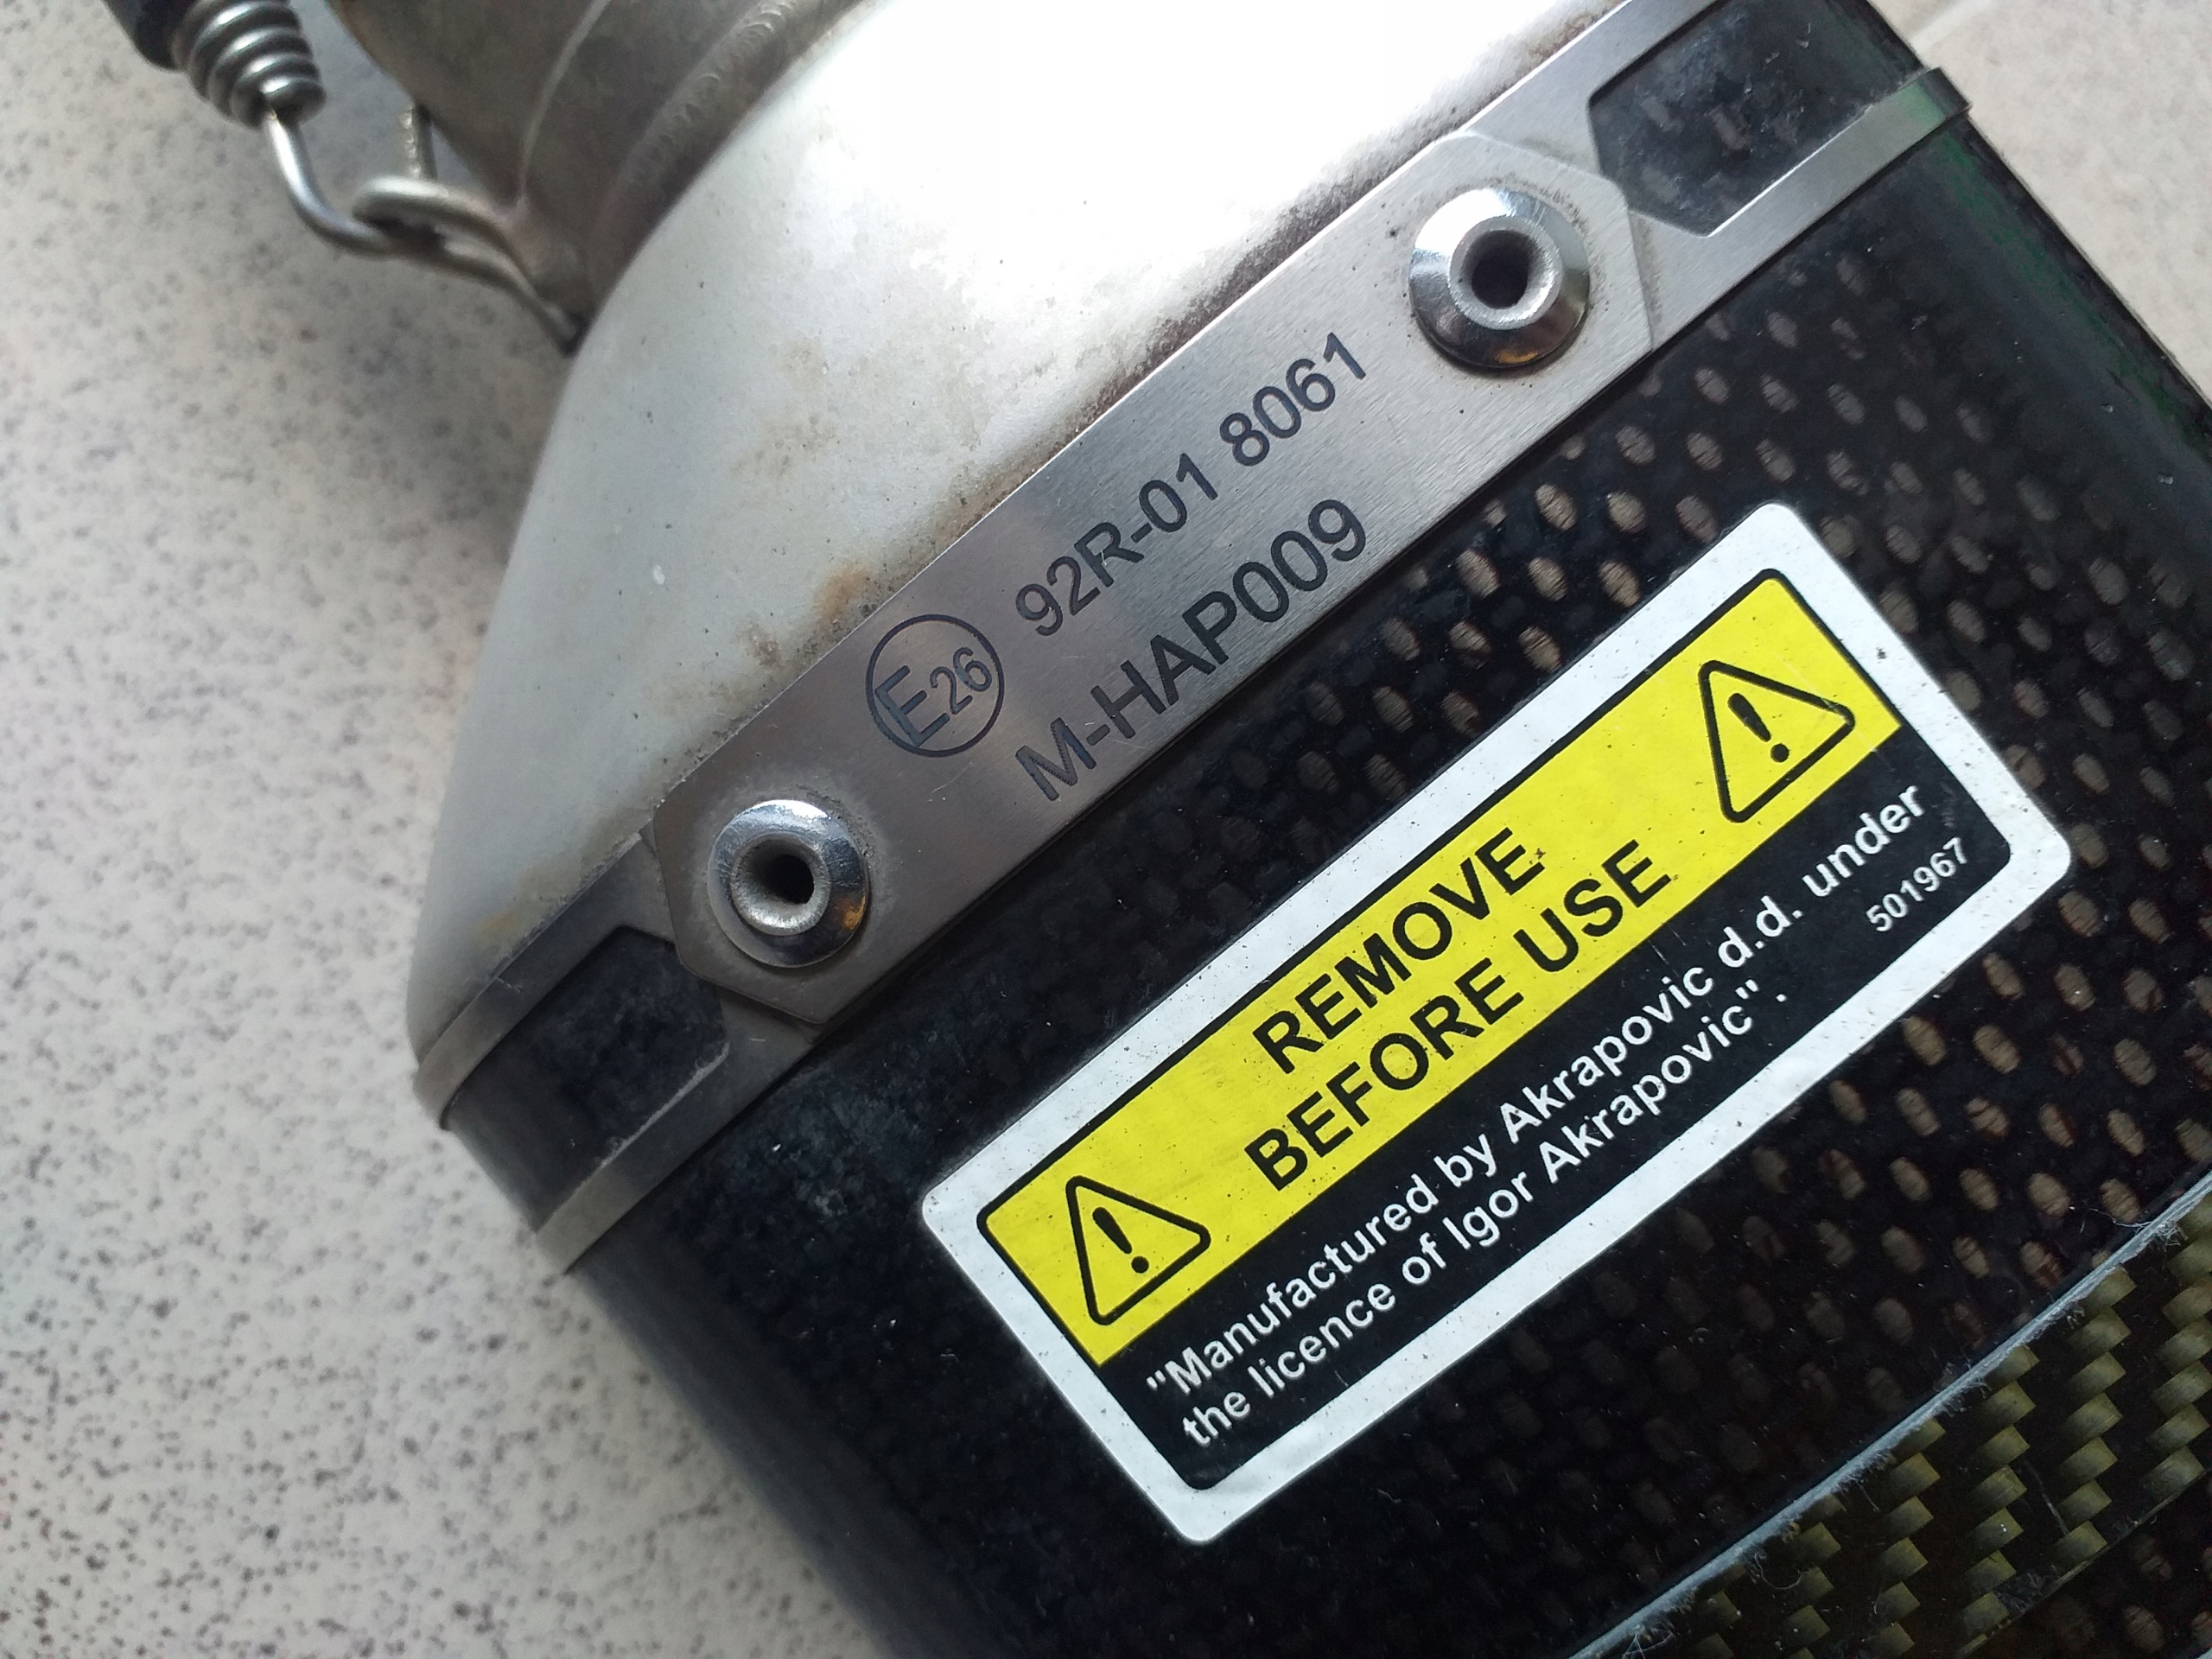 E26 92R-01 8061
M-HAP009
REMOVE
BEFORE USE
"Manufactured by Akrapovic d.d. under
the licence of Igor Akrapovic".
501967